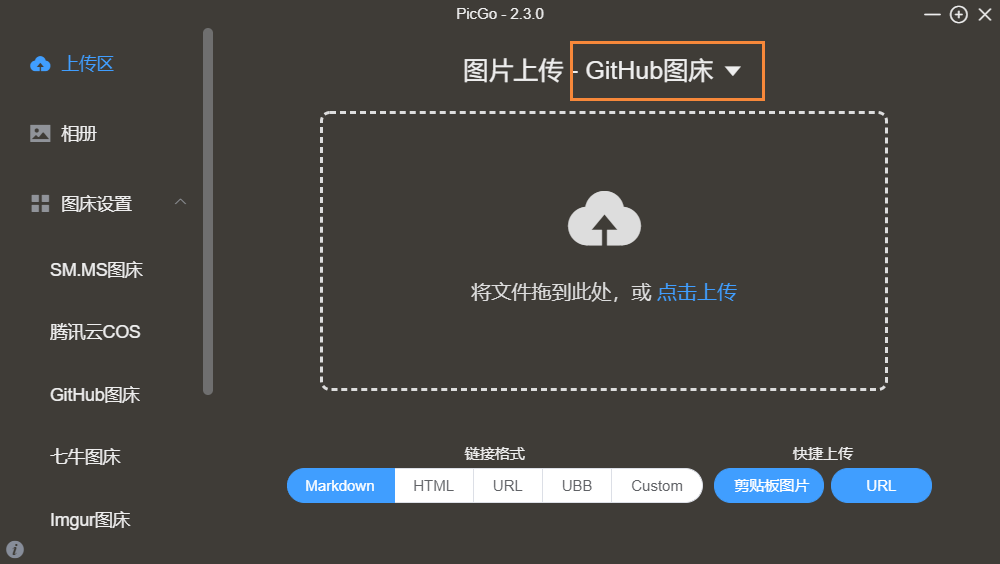 PicGo - 2.3.0
上传区
相册
图床设置
SM.MS图床
腾讯云COS
GitHub图床
七牛图床
Imgur图床
图片上传 - GitHub图床
将文件拖到此处，或 点击上传
链接格式
Markdown HTML URL UBB Custom
快捷上传
剪贴板图片 URL